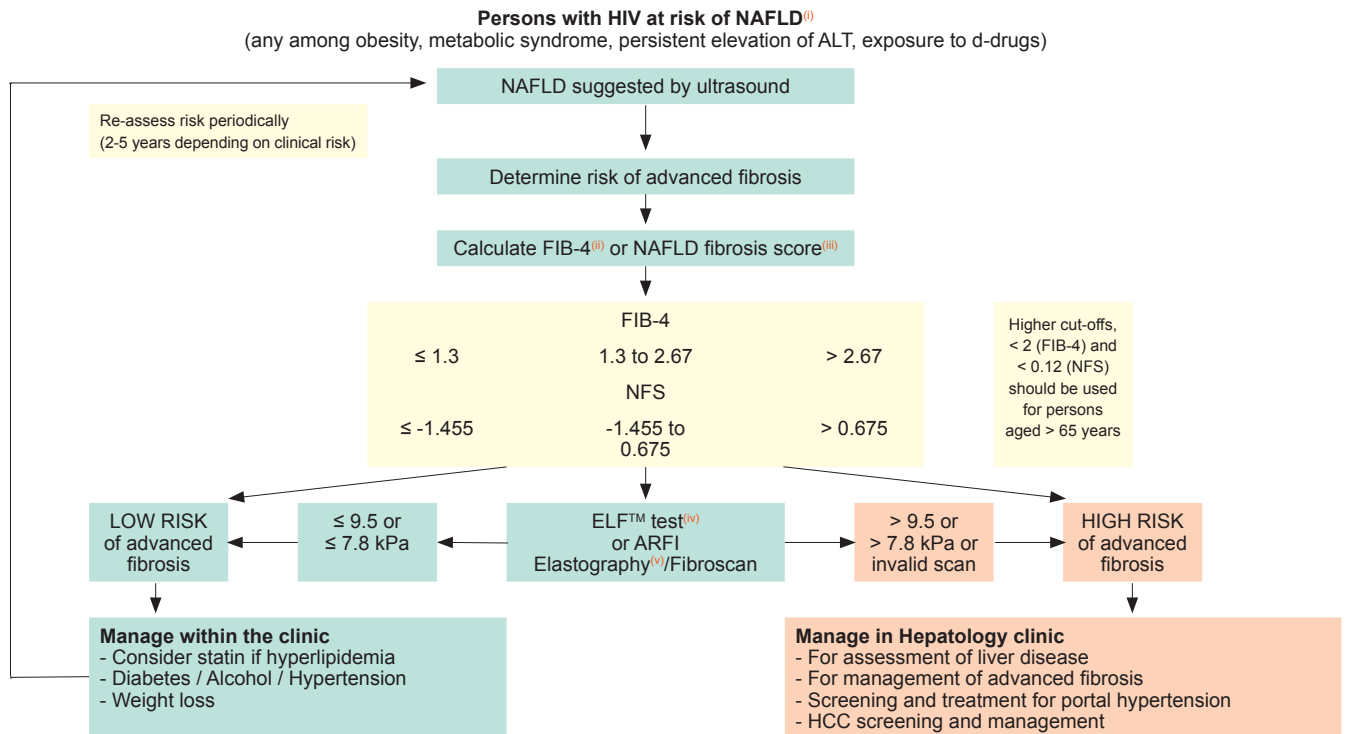 Persons with HIV at risk of NAFLD(i)
(any among obesity, metabolic syndrome, persistent elevation of ALT, exposure to d-drugs)
NAFLD suggested by ultrasound
Re-assess risk periodically
(2-5 years depending on clinical risk)
Determine risk of advanced fibrosis
Calculate FIB-4(ii) or NAFLD fibrosis score(iii)
FIB-4
≤ 1.3 1.3 to 2.67 > 2.67
NFS
≤ -1.455 -1.455 to > 0.675
0.675
Higher cut-offs,
< 2 (FIB-4) and
< 0.12 (NFS)
should be used
for persons
aged > 65 years
LOW RISK
of advanced
fibrosis
≤ 9.5 or
≤ 7.8 kPa
ELF™ test(iv)
or ARFI
Elastography(v)/Fibroscan
> 9.5 or
> 7.8 kPa or
invalid scan
HIGH RISK
of advanced
fibrosis
Manage within the clinic
- Consider statin if hyperlipidemia
- Diabetes / Alcohol / Hypertension
- Weight loss
Manage in Hepatology clinic
- For assessment of liver disease
- For management of advanced fibrosis
- Screening and treatment for portal hypertension
- HCC screening and management